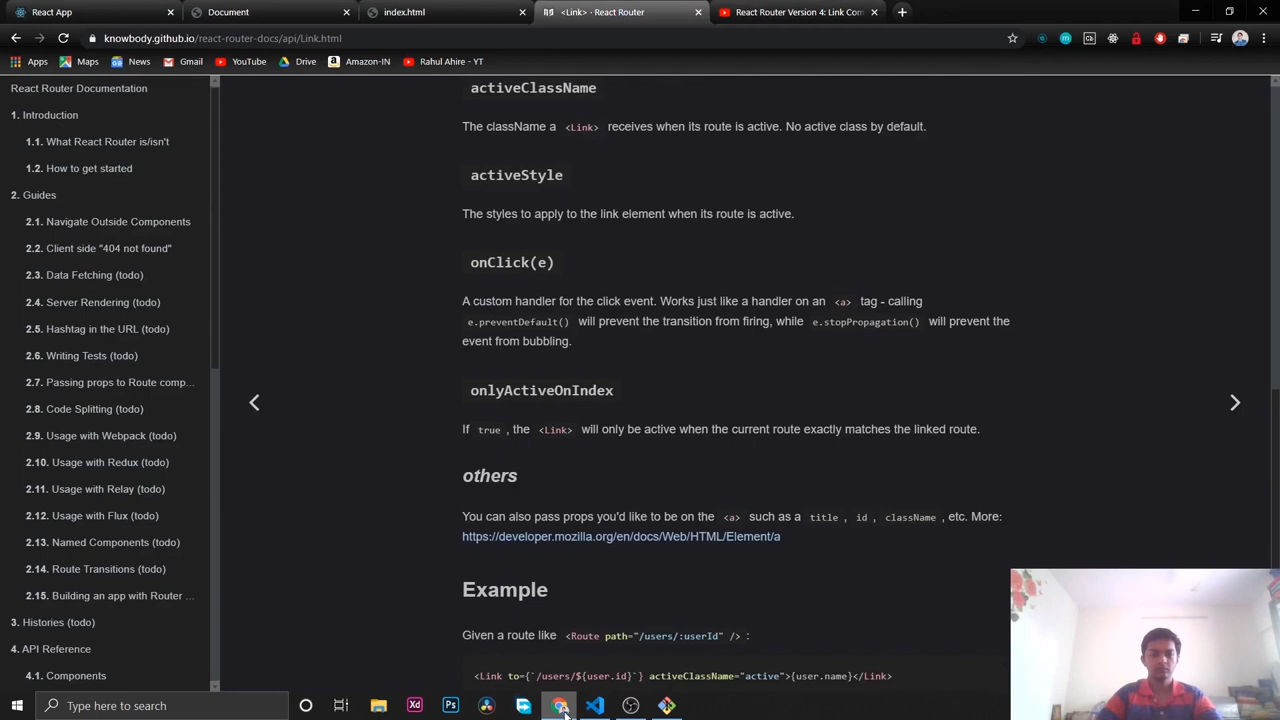 React App
Document
index.html
<Link> · React Router
React Router Version 4: Link Com
knowbody.github.io/react-router-docs/api/Link.html
Apps
Maps
News
Gmail
YouTube
Drive
Amazon-IN
Rahul Ahire - YT
React Router Documentation
1. Introduction
1.1. What React Router is/isn't
1.2. How to get started
2. Guides
2.1. Navigate Outside Components
2.2. Client side "404 not found"
2.3. Data Fetching (todo)
2.4. Server Rendering (todo)
2.5. Hashtag in the URL (todo)
2.6. Writing Tests (todo)
2.7. Passing props to Route comp...
2.8. Code Splitting (todo)
2.9. Usage with Webpack (todo)
2.10. Usage with Redux (todo)
2.11. Usage with Relay (todo)
2.12. Usage with Flux (todo)
2.13. Named Components (todo)
2.14. Route Transitions (todo)
2.15. Building an app with Router ...
3. Histories (todo)
4. API Reference
4.1. Components
activeClassName
The className a <Link> receives when its route is active. No active class by default.
activeStyle
The styles to apply to the link element when its route is active.
onClick(e)
A custom handler for the click event. Works just like a handler on an <a> tag - calling
e.preventDefault() will prevent the transition from firing, while e.stopPropagation() will prevent the
event from bubbling.
onlyActiveOnIndex
If true , the <Link> will only be active when the current route exactly matches the linked route.
others
You can also pass props you'd like to be on the <a> such as a title , id , className , etc. More:
https://developer.mozilla.org/en/docs/Web/HTML/Element/a
Example
Given a route like <Route path="/users/:userId" /> :
<Link to={`/users/${user.id}`} activeClassName="active">{user.name}</Link>
Type here to search
Xd
Ps